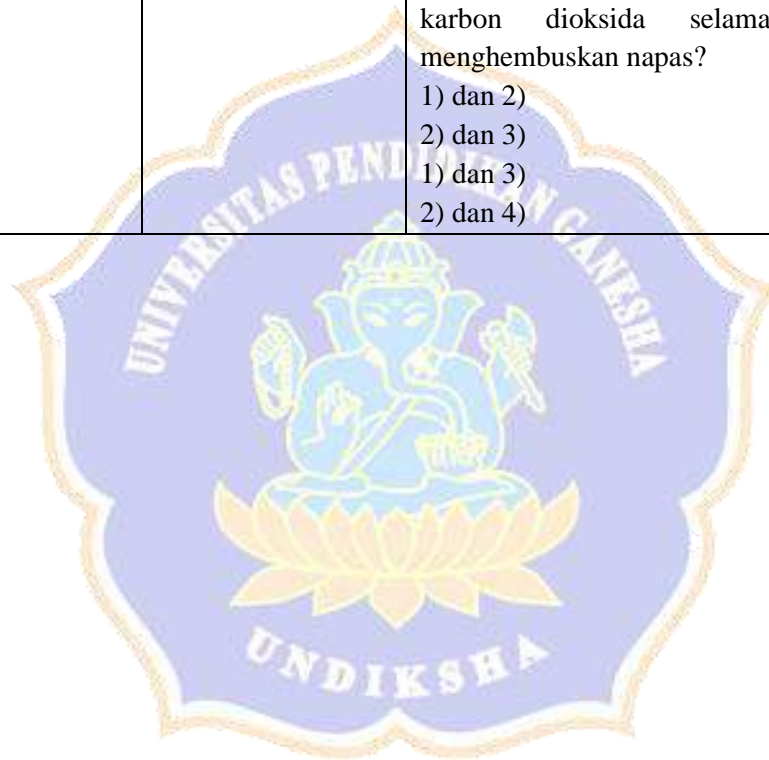 karbon dioksida selama
menghembuskan napas?
1) dan 2)
2) dan 3)
1) dan 3)
2) dan 4)
UNIVERSITAS PENDIDIKAN GANESHA
UNDIKSHA